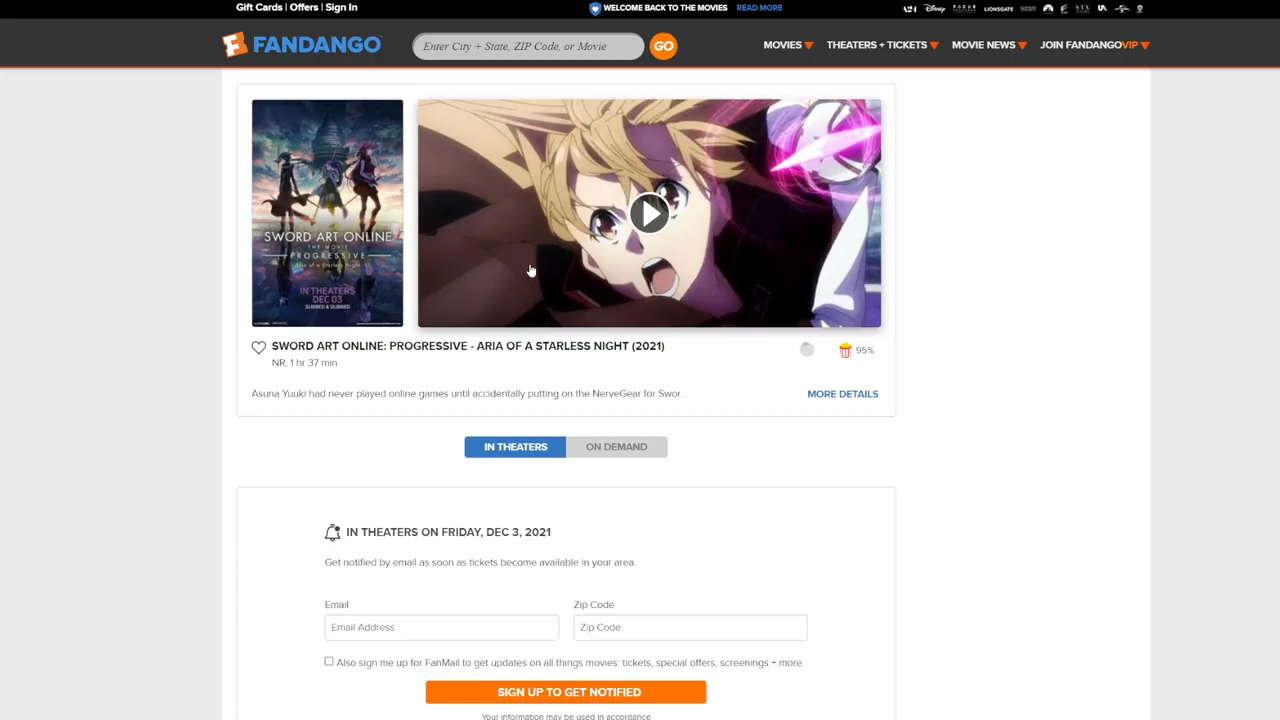 Gift Cards | Offers | Sign In
WELCOME BACK TO THE MOVIES READ MORE
FANDANGO
Enter City + State, ZIP Code, or Movie
GO
MOVIES THEATERS + TICKETS MOVIE NEWS JOIN FANDANGOVIP
SWORD ART ONLINE
THE MOVIE
PROGRESSIVE
Aria of a Starless Night
IN THEATERS
DEC 03
SUBBED & DUBBED
SWORD ART ONLINE: PROGRESSIVE - ARIA OF A STARLESS NIGHT (2021)
95%
NR, 1 hr 37 min
Asuna Yuuki had never played online games until accidentally putting on the NerveGear for Swor...
MORE DETAILS
IN THEATERS ON DEMAND
IN THEATERS ON FRIDAY, DEC 3, 2021
Get notified by email as soon as tickets become available in your area.
Email Zip Code
Email Address Zip Code
Also sign me up for FanMail to get updates on all things movies: tickets, special offers, screenings + more.
SIGN UP TO GET NOTIFIED
Your information may be used in accordance